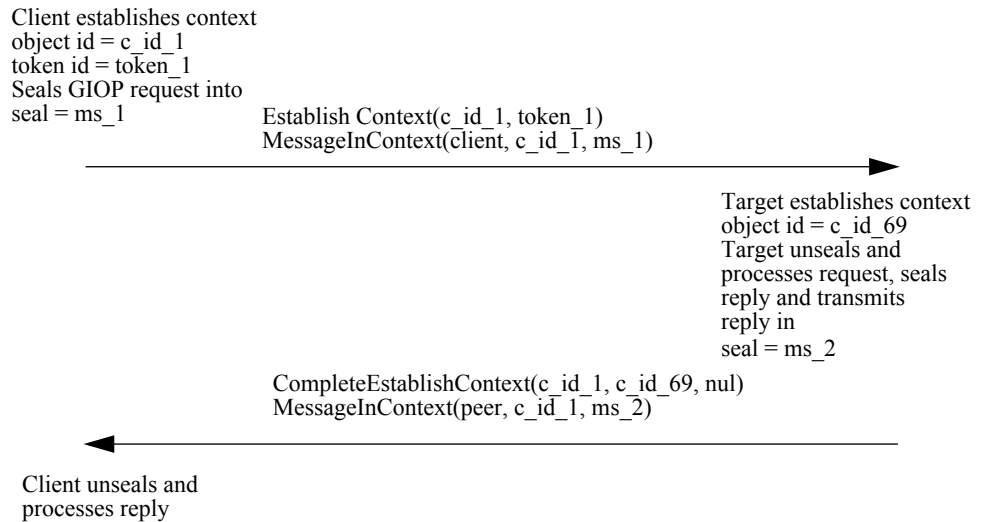 Client establishes context
object id = c_id_1
token id = token_1
Seals GIOP request into
seal = ms_1
Establish Context(c_id_1, token_1)
MessageInContext(client, c_id_1, ms_1)
Target establishes context
object id = c_id_69
Target unseals and
processes request, seals
reply and transmits
reply in
seal = ms_2
CompleteEstablishContext(c_id_1, c_id_69, nul)
MessageInContext(peer, c_id_1, ms_2)
Client unseals and
processes reply